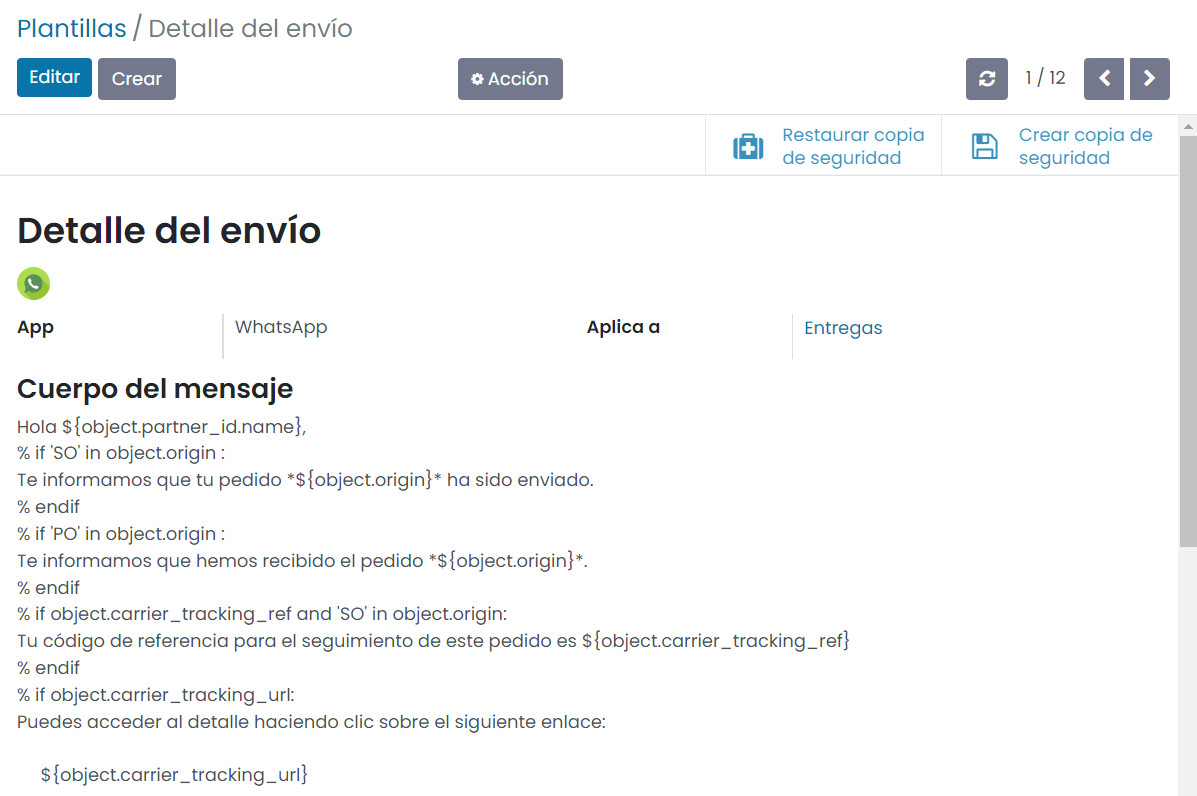 Plantillas / Detalle del envío
Editar Crear Acción 1 / 12
Restaurar copia de seguridad
Crear copia de seguridad
Detalle del envío
App WhatsApp Aplica a Entregas
Cuerpo del mensaje
Hola ${object.partner_id.name},
% if 'SO' in object.origin :
Te informamos que tu pedido *${object.origin}* ha sido enviado.
% endif
% if 'PO' in object.origin :
Te informamos que hemos recibido el pedido *${object.origin}*.
% endif
% if object.carrier_tracking_ref and 'SO' in object.origin:
Tu código de referencia para el seguimiento de este pedido es ${object.carrier_tracking_ref}
% endif
% if object.carrier_tracking_url:
Puedes acceder al detalle haciendo clic sobre el siguiente enlace:
${object.carrier_tracking_url}